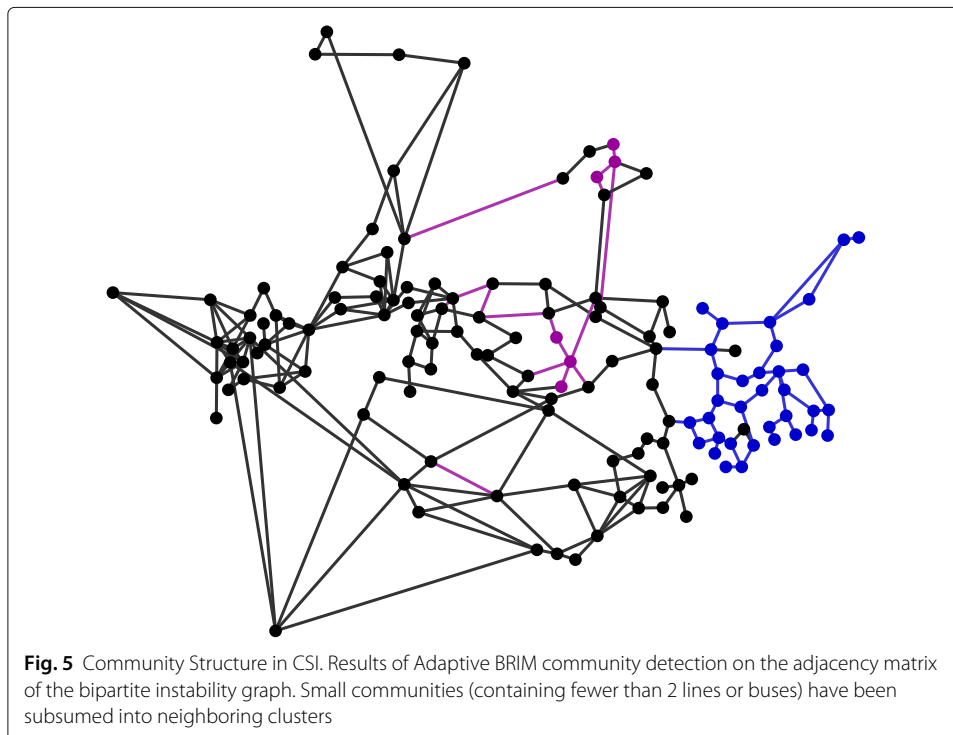 Fig. 5 Community Structure in CSI. Results of Adaptive BRIM community detection on the adjacency matrix
of the bipartite instability graph. Small communities (containing fewer than 2 lines or buses) have been
subsumed into neighboring clusters